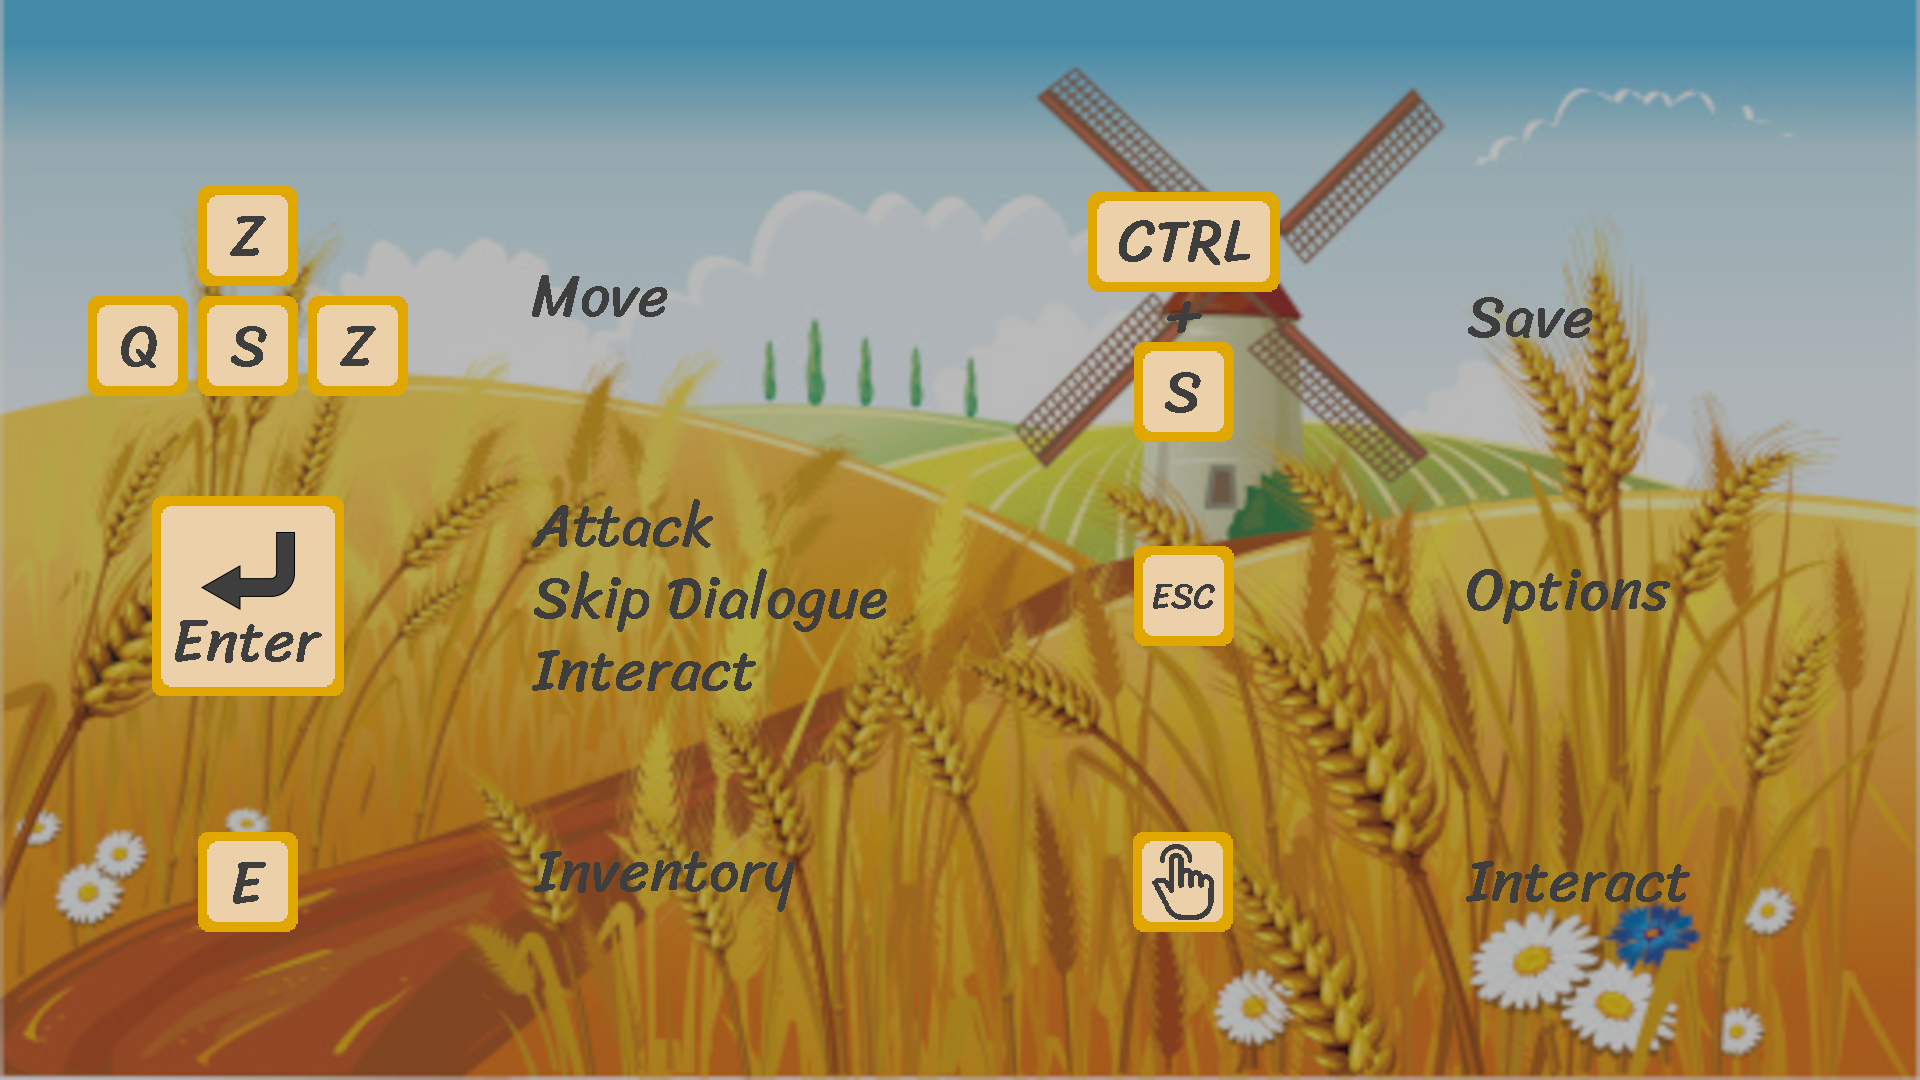 Z
Q S Z
Move
Enter
Attack
Skip Dialogue
Interact
E
Inventory
CTRL
+
S
Save
ESC
Options
Interact